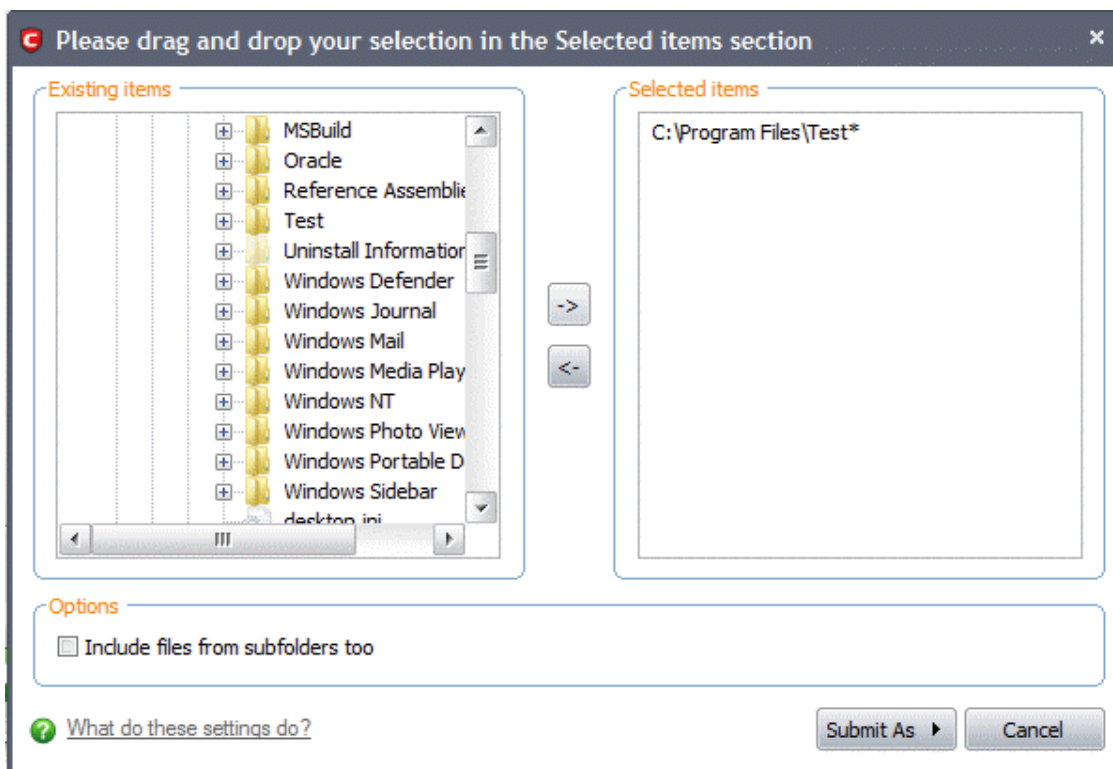 Please drag and drop your selection in the Selected items section
Existing items
MSBuild
Oracle
Reference Assemblie
Test
Uninstall Information
Windows Defender
Windows Journal
Windows Mail
Windows Media Play
Windows NT
Windows Photo View
Windows Portable D
Windows Sidebar
desktop.ini
->
<-
Selected items
C:\Program Files\Test*
Options
Include files from subfolders too
What do these settings do?
Submit As
Cancel